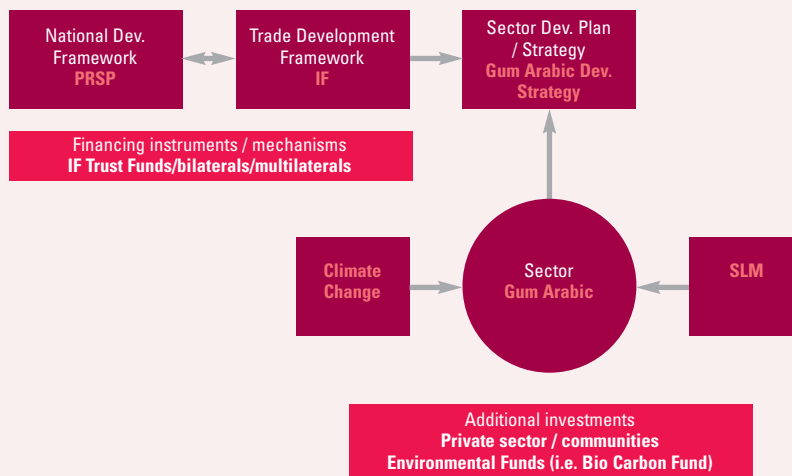 National Dev.
Framework
PRSP
Trade Development
Framework
IF
Sector Dev. Plan
/ Strategy
Gum Arabic Dev.
Strategy
Financing instruments / mechanisms
IF Trust Funds/bilaterals/multilaterals
Climate
Change
Sector
Gum Arabic
SLM
Additional investments
Private sector / communities
Environmental Funds (i.e. Bio Carbon Fund)